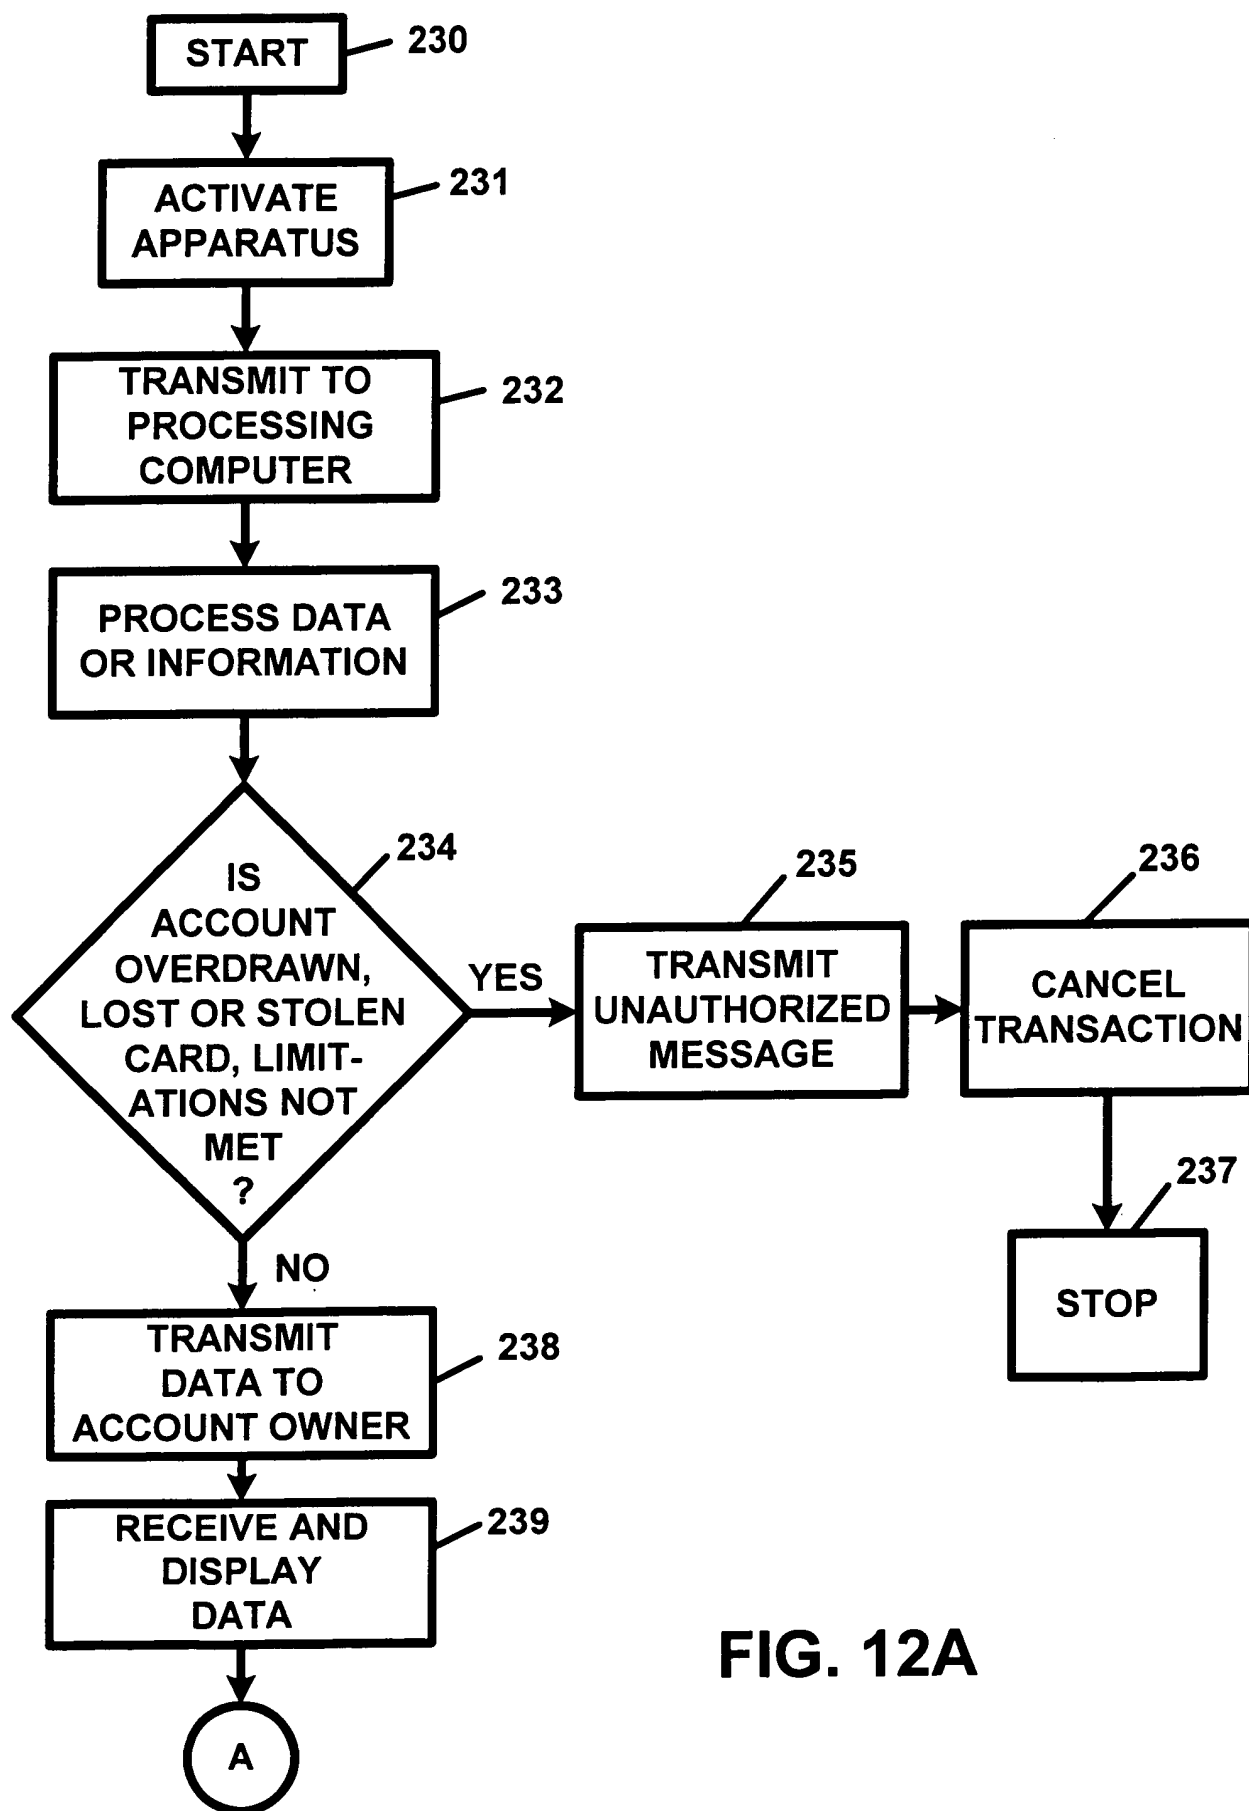 START
230
ACTIVATE
APPARATUS
231
TRANSMIT TO
PROCESSING
COMPUTER
232
PROCESS DATA
OR INFORMATION
233
IS
ACCOUNT
OVERDRAWN,
LOST OR STOLEN
CARD, LIMIT-
ATIONS NOT
MET
?
234
YES
TRANSMIT
UNAUTHORIZED
MESSAGE
235
CANCEL
TRANSACTION
236
STOP
237
NO
TRANSMIT
DATA TO
ACCOUNT OWNER
238
RECEIVE AND
DISPLAY
DATA
239
A
FIG. 12A